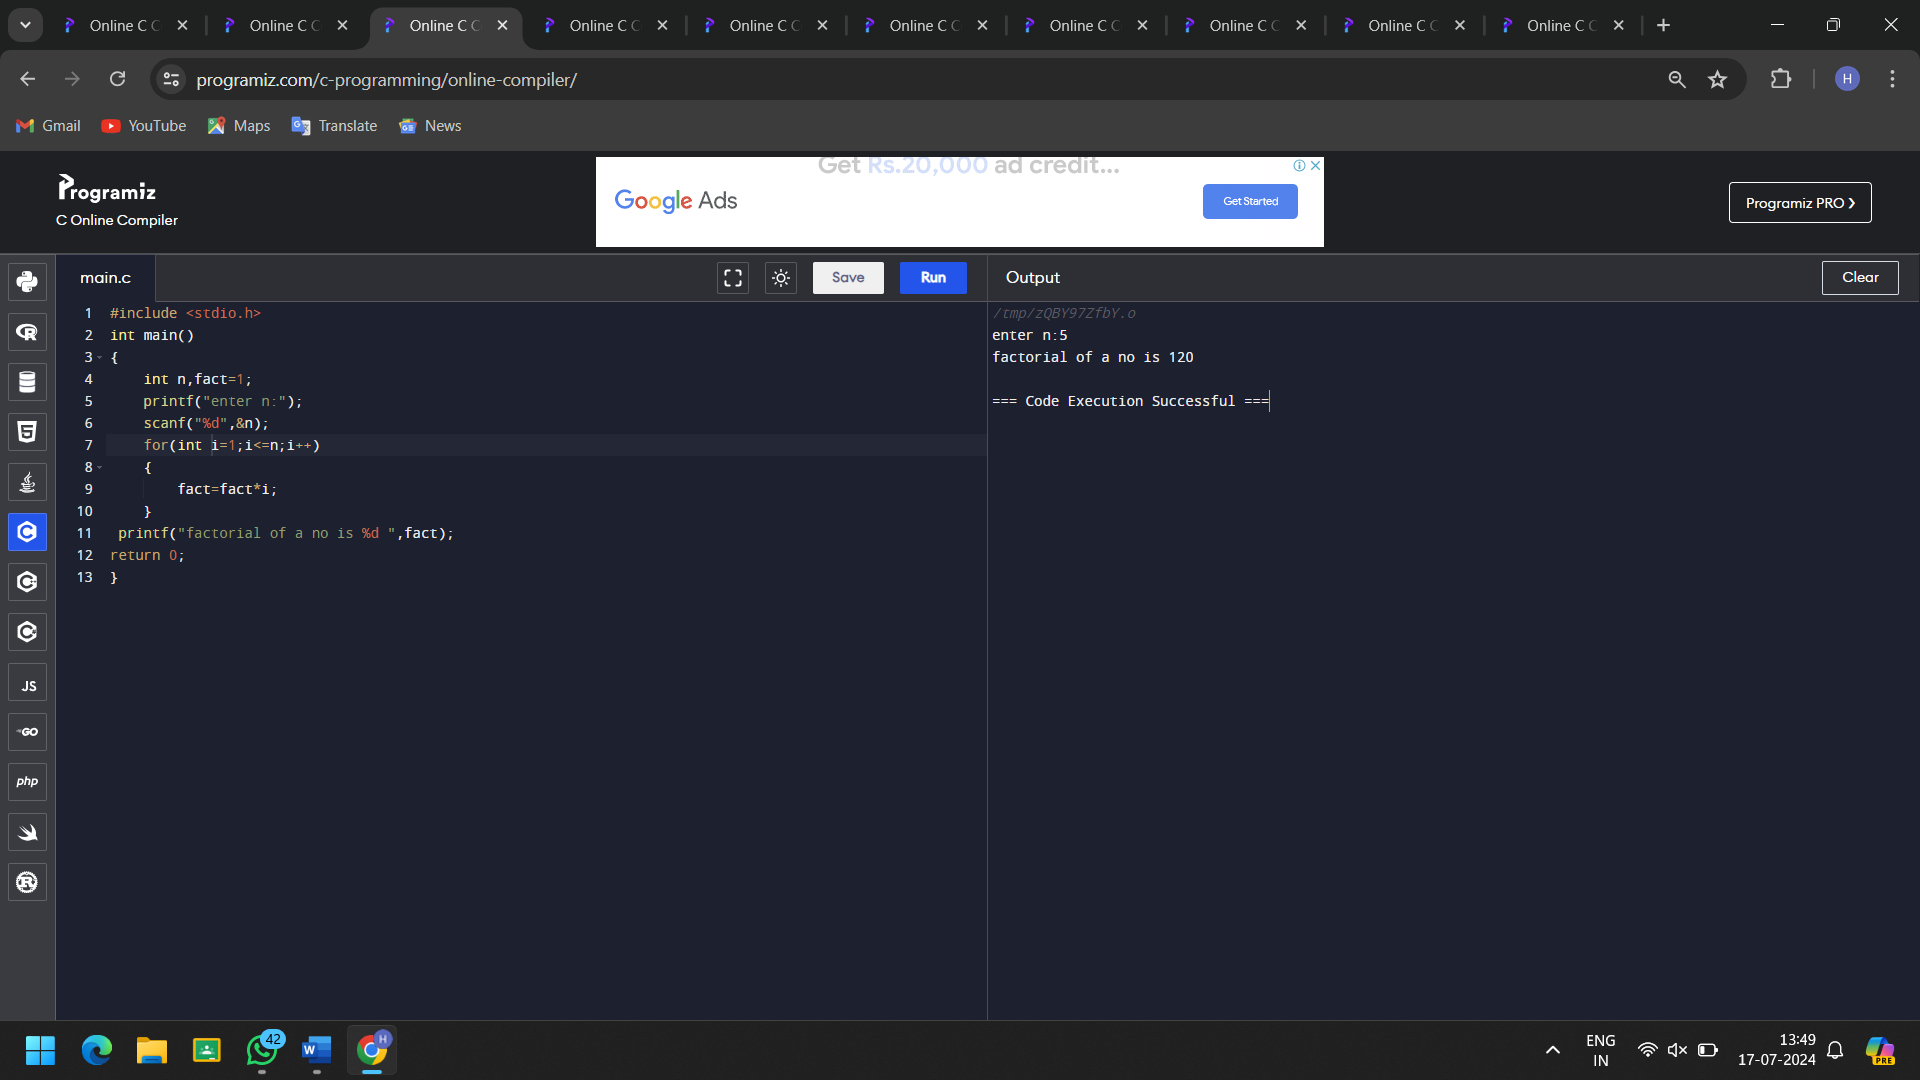 Online C C
Online C C
Online C C
Online C C
Online C C
Online C C
Online C C
Online C C
Online C C
Online C C
programiz.com/c-programming/online-compiler/
H
Gmail
YouTube
Maps
Translate
News
Programiz
C Online Compiler
Get Rs.20,000 ad credit...
Google Ads
Get Started
Programiz PRO ❯
main.c
Save
Run
Output
Clear
1 #include <stdio.h>
2 int main()
3 {
4     int n,fact=1;
5     printf("enter n:");
6     scanf("%d",&n);
7     for(int i=1;i<=n;i++)
8     {
9         fact=fact*i;
10     }
11  printf("factorial of a no is %d ",fact);
12 return 0;
13 }
/tmp/zQBY97ZfbY.o
enter n:5
factorial of a no is 120
=== Code Execution Successful ===
JS
GO
php
42
W
H
ENG
IN
13:49
17-07-2024
PRE